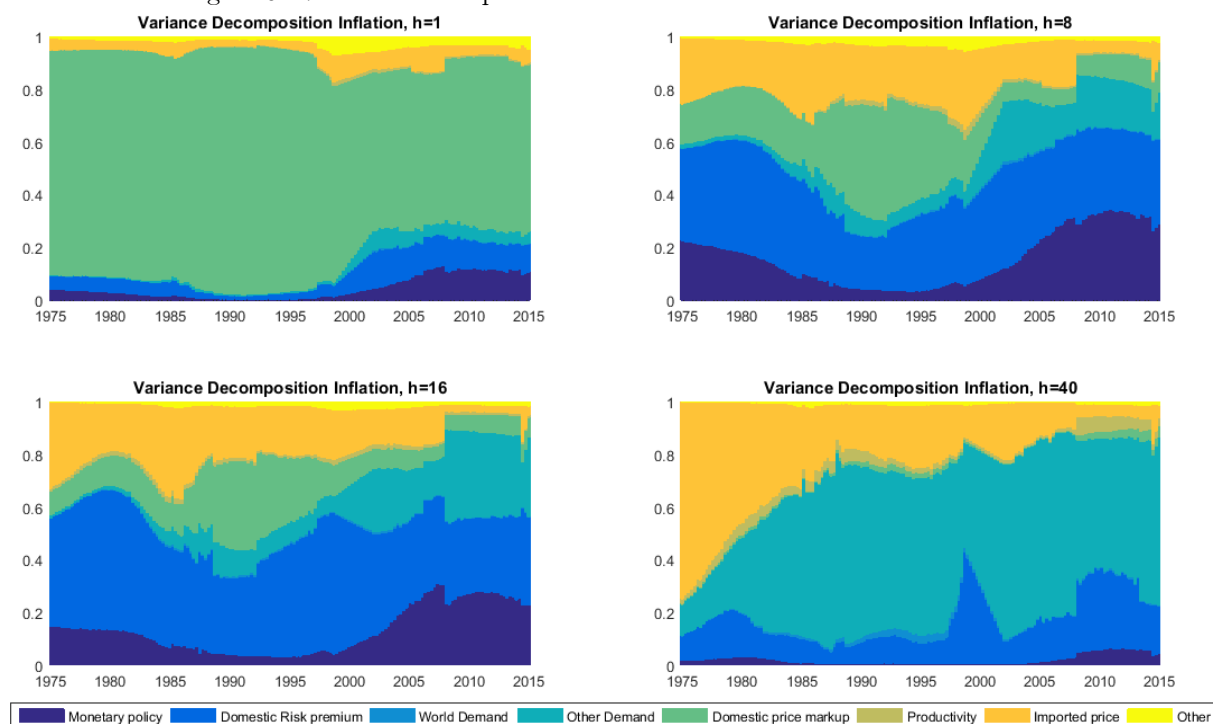 Variance Decomposition Inflation, h=1
1
0.8
0.6
0.4
0.2
0
1975 1980 1985 1990 1995 2000 2005 2010 2015
Variance Decomposition Inflation, h=8
1
0.8
0.6
0.4
0.2
0
1975 1980 1985 1990 1995 2000 2005 2010 2015
Variance Decomposition Inflation, h=16
1
0.8
0.6
0.4
0.2
0
1975 1980 1985 1990 1995 2000 2005 2010 2015
Variance Decomposition Inflation, h=40
1
0.8
0.6
0.4
0.2
0
1975 1980 1985 1990 1995 2000 2005 2010 2015
Monetary policy Domestic Risk premium World Demand Other Demand Domestic price markup Productivity Imported price Other